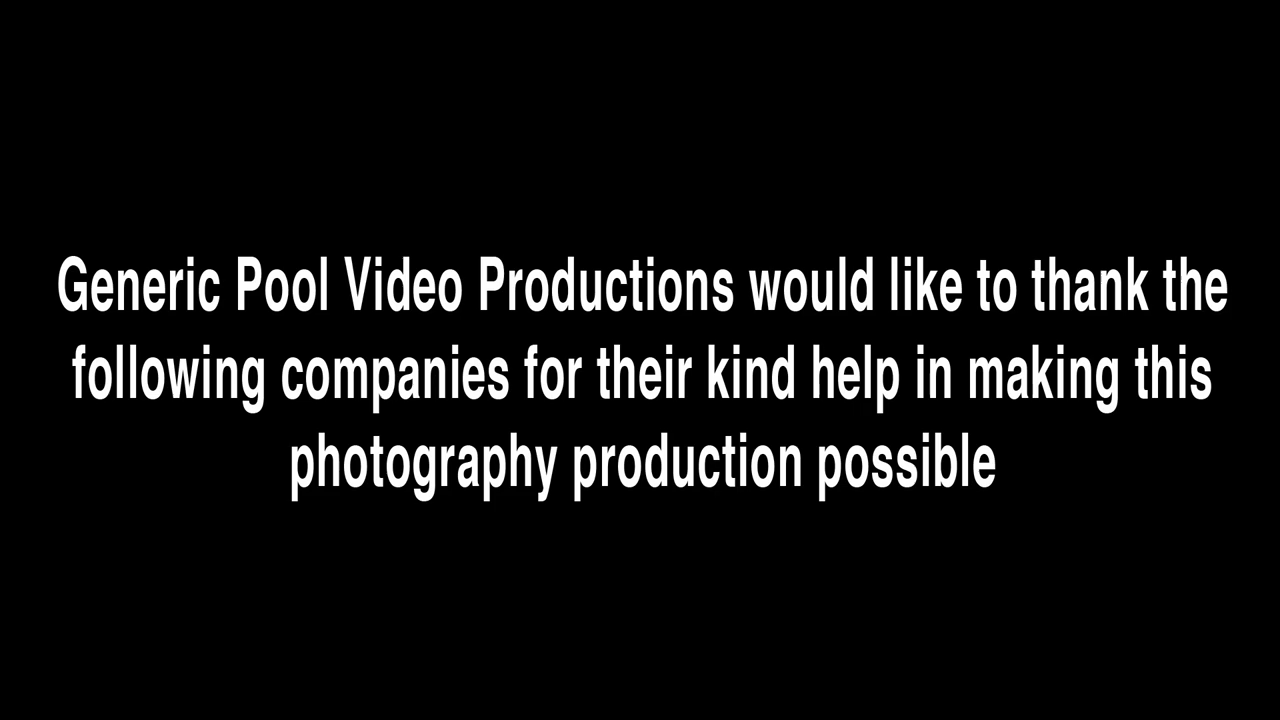 Generic Pool Video Productions would like to thank the
following companies for their kind help in making this
photography production possible